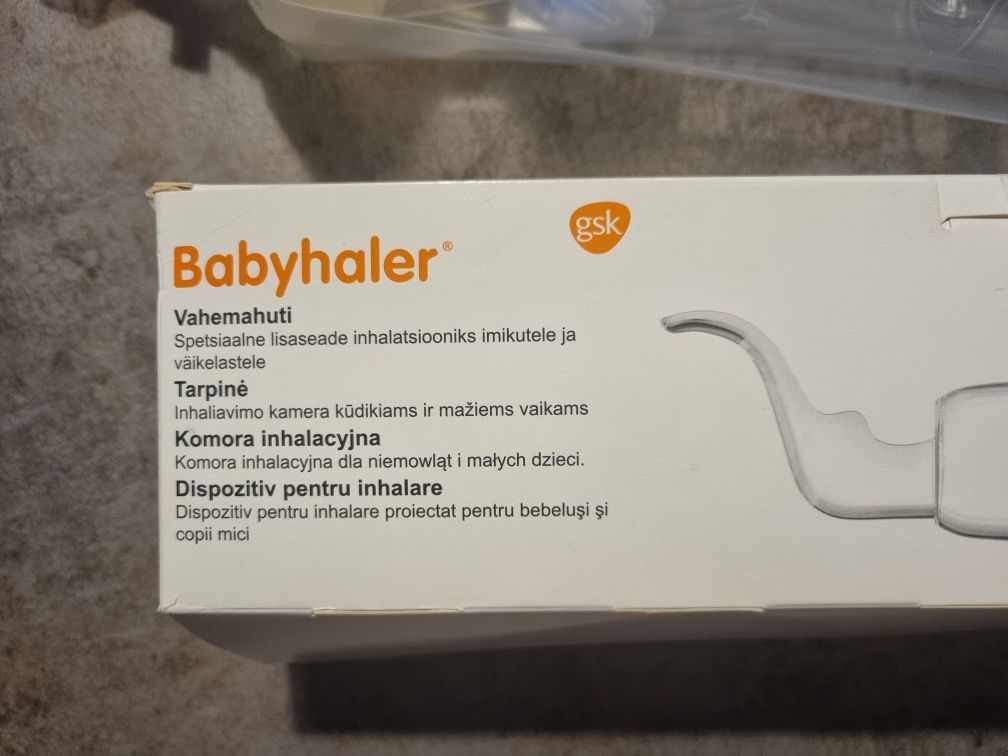 gsk
Babyhaler®
Vahemahuti
Spetsiaalne lisaseade inhalatsiooniks imikutele ja
väikelastele
Tarpinė
Inhaliavimo kamera kūdikiams ir mažiems vaikams
Komora inhalacyjna
Komora inhalacyjna dla niemowląt i małych dzieci.
Dispozitiv pentru inhalare
Dispozitiv pentru inhalare proiectat pentru bebeluşi şi
copii mici